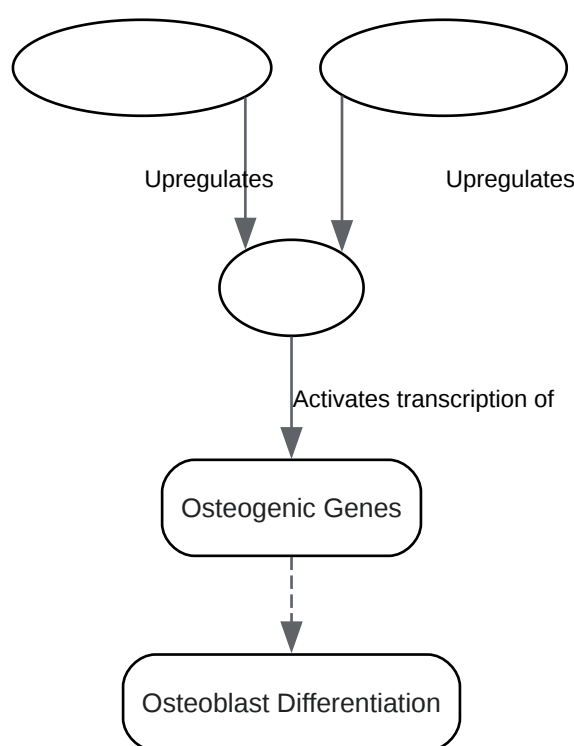 Upregulates
Upregulates
Activates transcription of
Osteogenic Genes
Osteoblast Differentiation